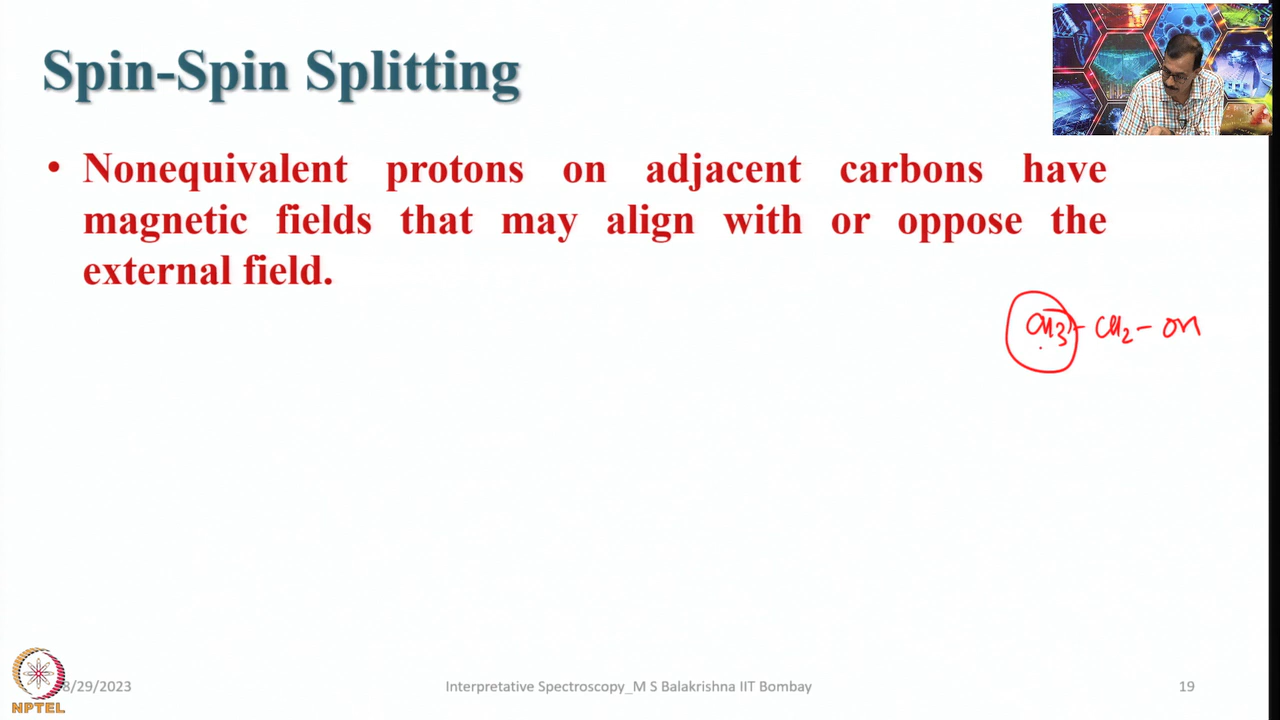 Spin-Spin Splitting
• Nonequivalent protons on adjacent carbons have
magnetic fields that may align with or oppose the
external field.
CH3 - CH2 - OH
8/29/2023
Interpretative Spectroscopy_M S Balakrishna IIT Bombay
19
NPTEL